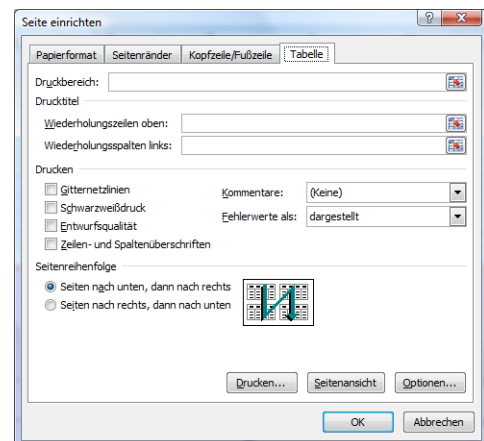 Seite einrichten
Papierformat Seitenränder Kopfzeile/Fußzeile Tabelle
Druckbereich:
Drucktitel
Wiederholungszeilen oben:
Wiederholungsspalten links:
Drucken
Gitternetzlinien
Kommentare: (Keine)
Schwarzweißdruck
Fehlerwerte als: dargestellt
Entwurfsqualität
Zeilen- und Spaltenüberschriften
Seitenreihenfolge
Seiten nach unten, dann nach rechts
Seiten nach rechts, dann nach unten
Drucken... Seitenansicht Optionen...
OK Abbrechen